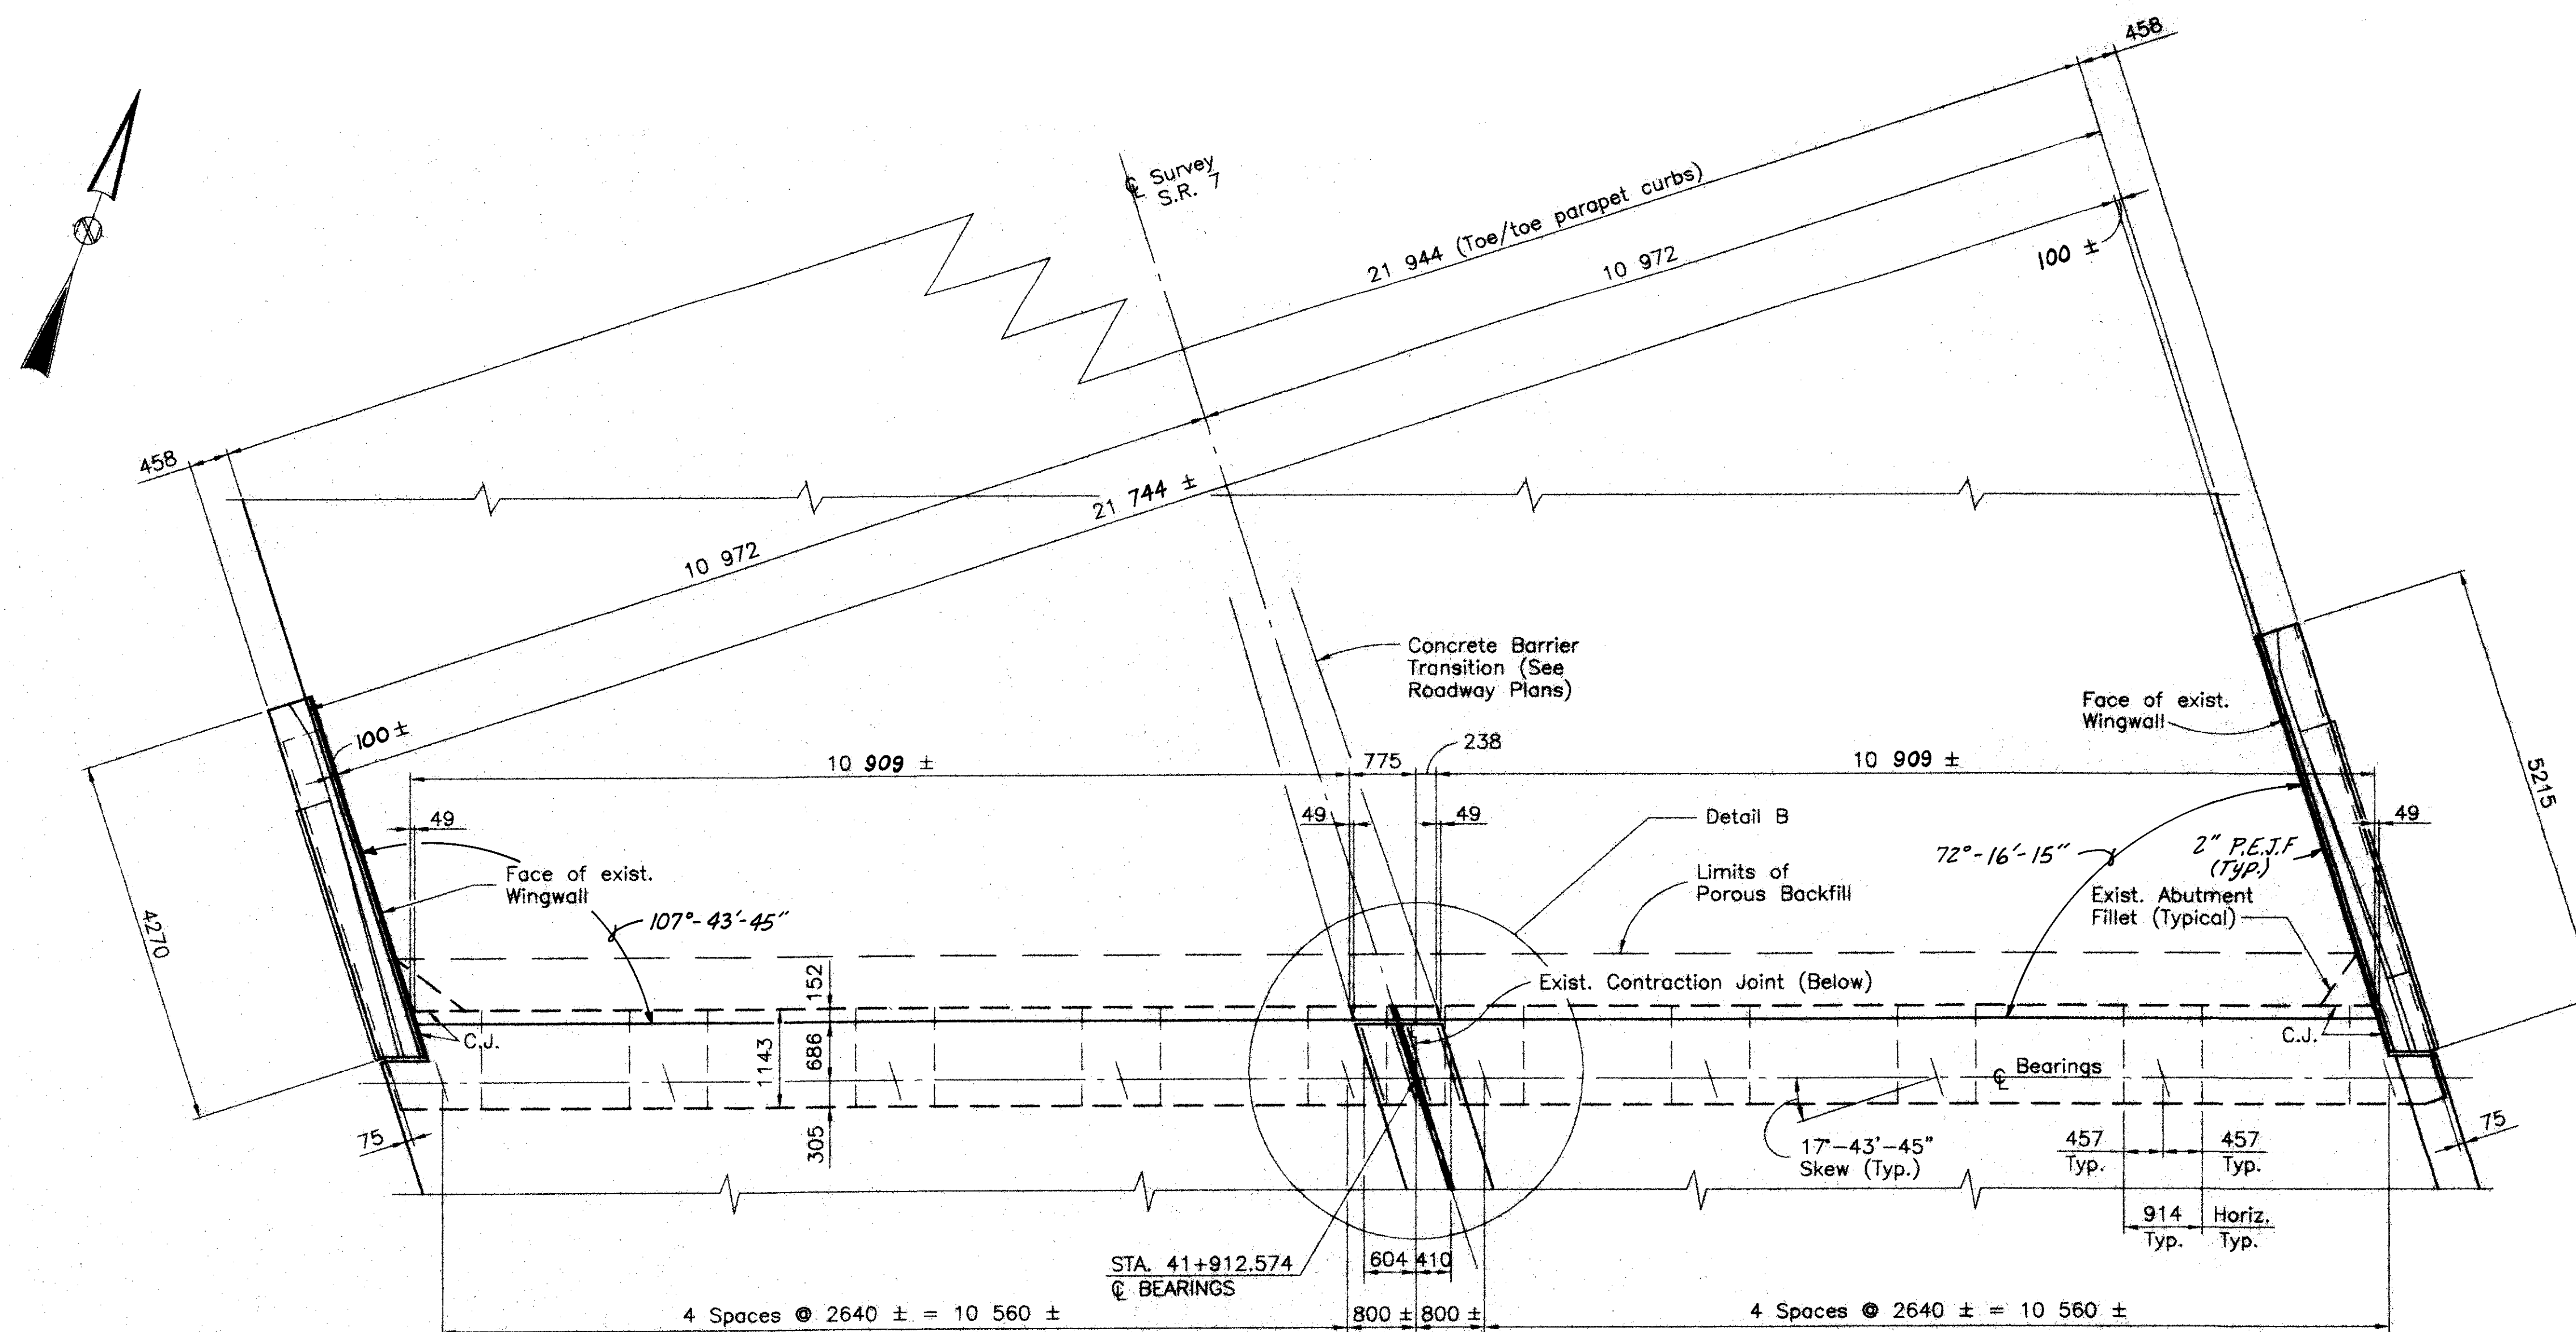 458
℄ Survey
S.R. 7
21 944 (Toe/toe parapet curbs)
10 972
100 ±
458
21 744 ±
10 972
Concrete Barrier
Transition (See
Roadway Plans)
Face of exist.
Wingwall
5215
100 ±
10 909 ±
775
238
10 909 ±
49
49
49
49
Detail B
72°-16'-15"
2" P.E.J.F
(TYP.)
Face of exist.
Wingwall
107°-43'-45"
Limits of
Porous Backfill
Exist. Abutment
Fillet (Typical)
4270
152
Exist. Contraction Joint (Below)
C.J.
1143
686
C.J.
℄ Bearings
75
305
17°-43'-45"
Skew (Typ.)
457
Typ.
457
Typ.
75
914
Typ.
Horiz.
Typ.
STA. 41+912.574
℄ BEARINGS
604
410
4 Spaces @ 2640 ± = 10 560 ±
800 ±
800 ±
4 Spaces @ 2640 ± = 10 560 ±